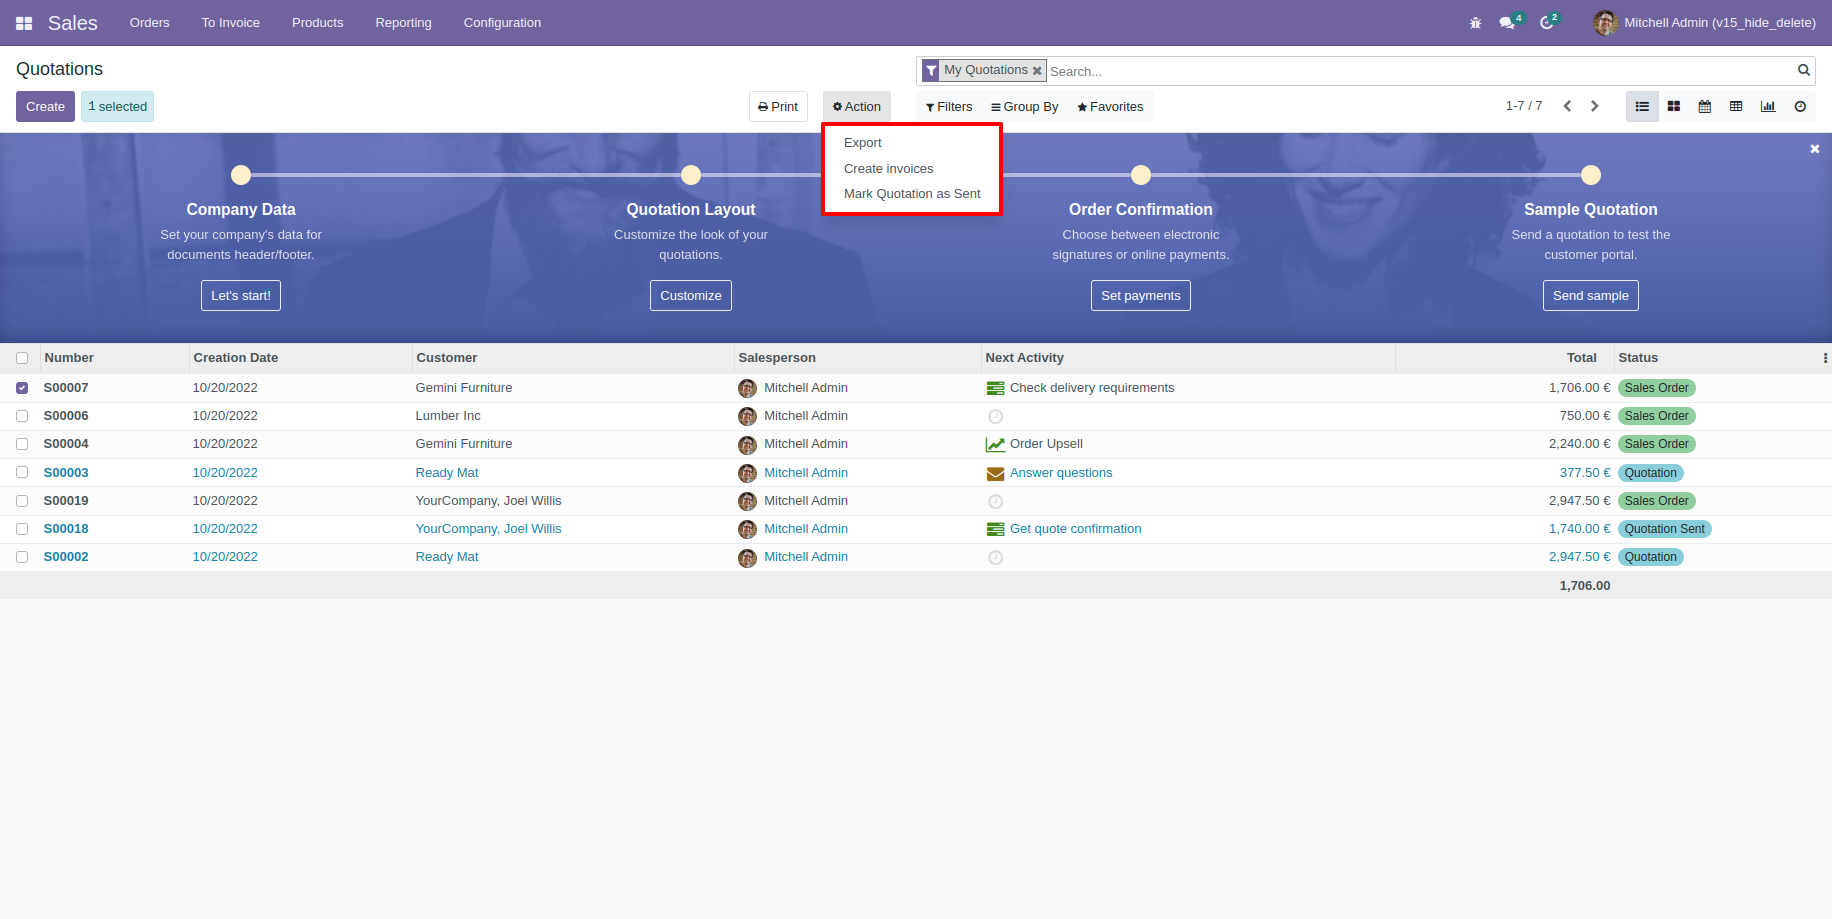 Sales Orders To Invoice Products Reporting Configuration 4 2 Mitchell Admin (v15_hide_delete)
Quotations
My Quotations Search...
Create 1 selected Print Action Filters Group By Favorites 1-7 / 7
Export
Create invoices
Mark Quotation as Sent
Company Data
Set your company's data for
documents header/footer.
Let's start!
Quotation Layout
Customize the look of your
quotations.
Customize
Order Confirmation
Choose between electronic
signatures or online payments.
Set payments
Sample Quotation
Send a quotation to test the
customer portal.
Send sample
Number Creation Date Customer Salesperson Next Activity Total Status
S00007 10/20/2022 Gemini Furniture Mitchell Admin Check delivery requirements 1,706.00 € Sales Order
S00006 10/20/2022 Lumber Inc Mitchell Admin 750.00 € Sales Order
S00004 10/20/2022 Gemini Furniture Mitchell Admin Order Upsell 2,240.00 € Sales Order
S00003 10/20/2022 Ready Mat Mitchell Admin Answer questions 377.50 € Quotation
S00019 10/20/2022 YourCompany, Joel Willis Mitchell Admin 2,947.50 € Sales Order
S00018 10/20/2022 YourCompany, Joel Willis Mitchell Admin Get quote confirmation 1,740.00 € Quotation Sent
S00002 10/20/2022 Ready Mat Mitchell Admin 2,947.50 € Quotation
1,706.00